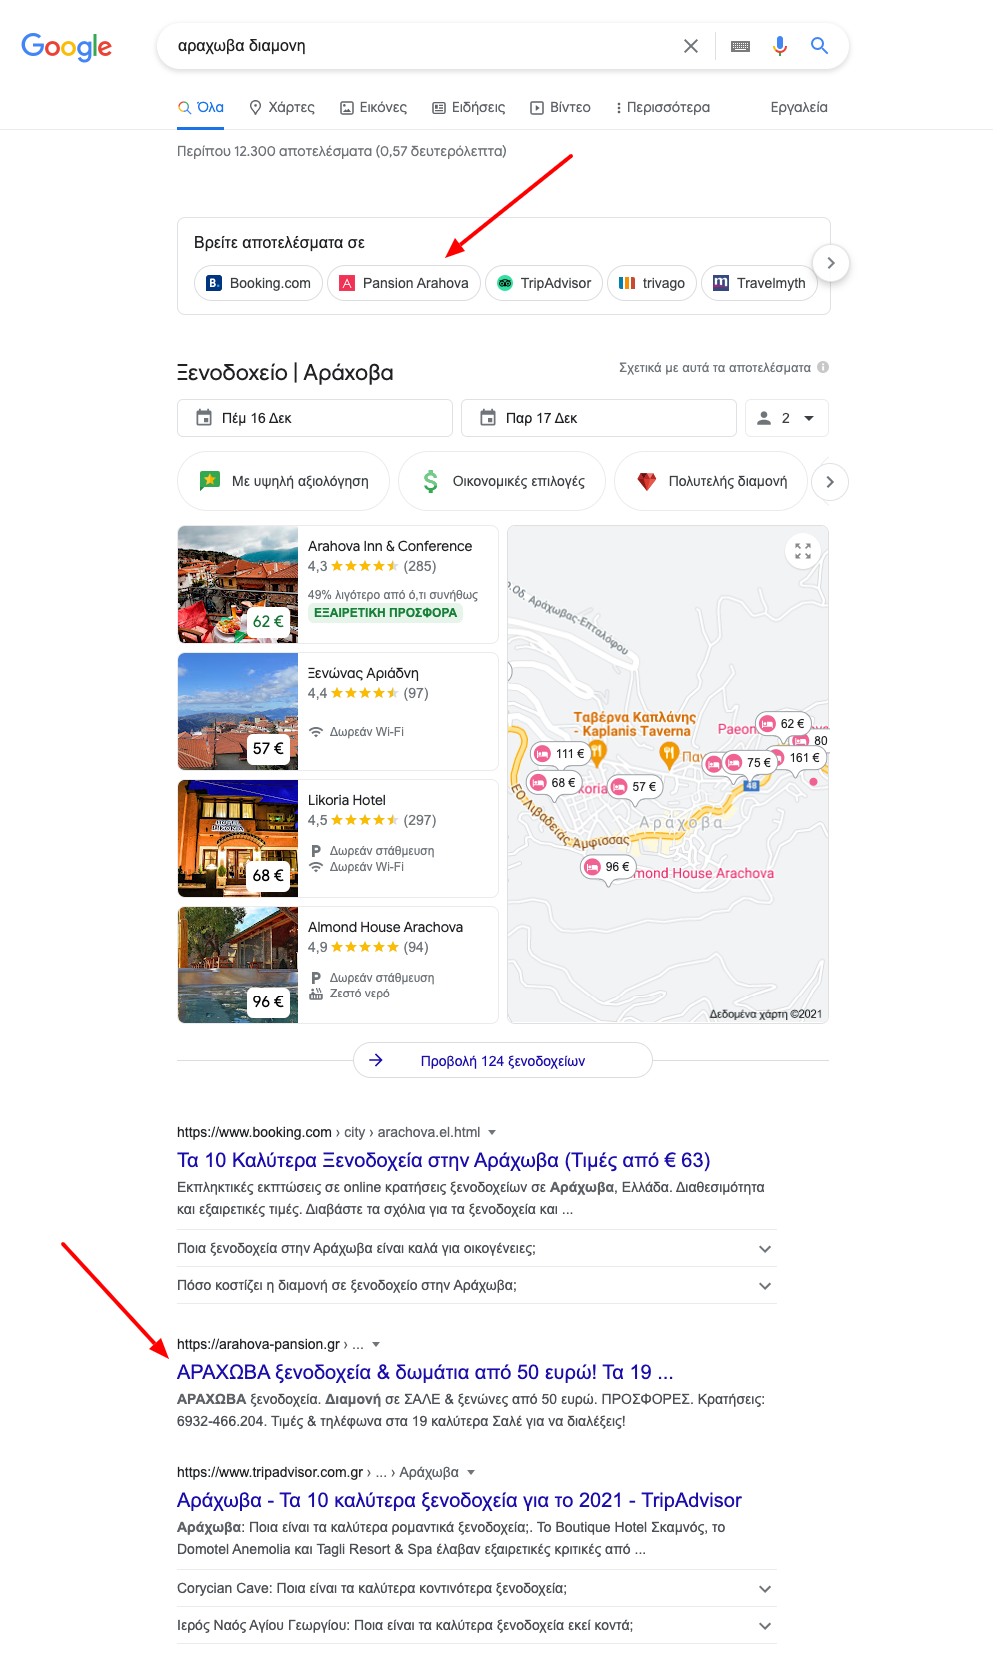 Google
αραχωβα διαμονη
Όλα
Χάρτες
Εικόνες
Ειδήσεις
Βίντεο
Περισσότερα
Εργαλεία
Περίπου 12.300 αποτελέσματα (0,57 δευτερόλεπτα)
Βρείτε αποτελέσματα σε
B. Booking.com
A Pansion Arahova
TripAdvisor
trivago
m Travelmyth
Ξενοδοχείο | Αράχοβα
Σχετικά με αυτά τα αποτελέσματα
Πέμ 16 Δεκ
Παρ 17 Δεκ
2
Με υψηλή αξιολόγηση
Οικονομικές επιλογές
Πολυτελής διαμονή
Arahova Inn & Conference
4,3 (285)
49% λιγότερο από ό,τι συνήθως
ΕΞΑΙΡΕΤΙΚΗ ΠΡΟΣΦΟΡΑ
62 €
Ξενώνας Αριάδνη
4,4 (97)
Δωρεάν Wi-Fi
57 €
Likoria Hotel
4,5 (297)
P Δωρεάν στάθμευση
Δωρεάν Wi-Fi
68 €
Almond House Arachova
4,9 (94)
P Δωρεάν στάθμευση
Ζεστό νερό
96 €
Οδ. Αράχωβας-Επταλόφου
Ταβέρνα Καπλάνης
- Kaplanis Taverna
Paeon
62 €
80
111 €
75 €
161 €
68 €
koria
57 €
48
Αράχοβα
ΕΟ Λιβαδειάς Άμφισσας
96 €
mond House Arachova
Δεδομένα χάρτη ©2021
Προβολή 124 ξενοδοχείων
https://www.booking.com › city › arachova.el.html
Τα 10 Καλύτερα Ξενοδοχεία στην Αράχωβα (Τιμές από € 63)
Εκπληκτικές εκπτώσεις σε online κρατήσεις ξενοδοχείων σε Αράχωβα, Ελλάδα. Διαθεσιμότητα
και εξαιρετικές τιμές. Διαβάστε τα σχόλια για τα ξενοδοχεία και ...
Ποια ξενοδοχεία στην Αράχωβα είναι καλά για οικογένειες;
Πόσο κοστίζει η διαμονή σε ξενοδοχείο στην Αράχωβα;
https://arahova-pansion.gr › ...
ΑΡΑΧΩΒΑ ξενοδοχεία & δωμάτια από 50 ευρώ! Τα 19 ...
ΑΡΑΧΩΒΑ ξενοδοχεία. Διαμονή σε ΣΑΛΕ & ξενώνες από 50 ευρώ. ΠΡΟΣΦΟΡΕΣ. Κρατήσεις:
6932-466.204. Τιμές & τηλέφωνα στα 19 καλύτερα Σαλέ για να διαλέξεις!
https://www.tripadvisor.com.gr › ... › Αράχωβα
Αράχωβα - Τα 10 καλύτερα ξενοδοχεία για το 2021 - TripAdvisor
Αράχωβα: Ποια είναι τα καλύτερα ρομαντικά ξενοδοχεία;. Το Boutique Hotel Σκαμνός, το
Domotel Anemolia και Tagli Resort & Spa έλαβαν εξαιρετικές κριτικές από ...
Corycian Cave: Ποια είναι τα καλύτερα κοντινότερα ξενοδοχεία;
Ιερός Ναός Αγίου Γεωργίου: Ποια είναι τα καλύτερα ξενοδοχεία εκεί κοντά;